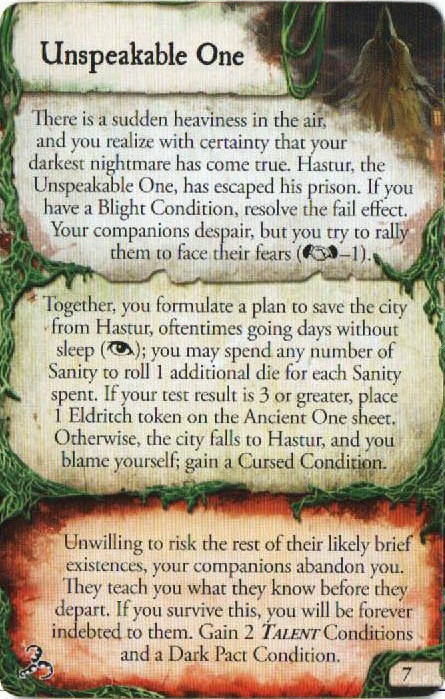 Unspeakable One
There is a sudden heaviness in the air,
and you realize with certainty that your
darkest nightmare has come true. Hastur, the
Unspeakable One, has escaped his prison. If you
have a Blight Condition, resolve the fail effect.
Your companions despair, but you try to rally
them to face their fears (–1).
Together, you formulate a plan to save the city
from Hastur, oftentimes going days without
sleep (); you may spend any number of
Sanity to roll 1 additional die for each Sanity
spent. If your test result is 3 or greater, place
1 Eldritch token on the Ancient One sheet.
Otherwise, the city falls to Hastur, and you
blame yourself; gain a Cursed Condition.
Unwilling to risk the rest of their likely brief
existences, your companions abandon you.
They teach you what they know before they
depart. If you survive this, you will be forever
indebted to them. Gain 2 TALENT Conditions
and a Dark Pact Condition.
7